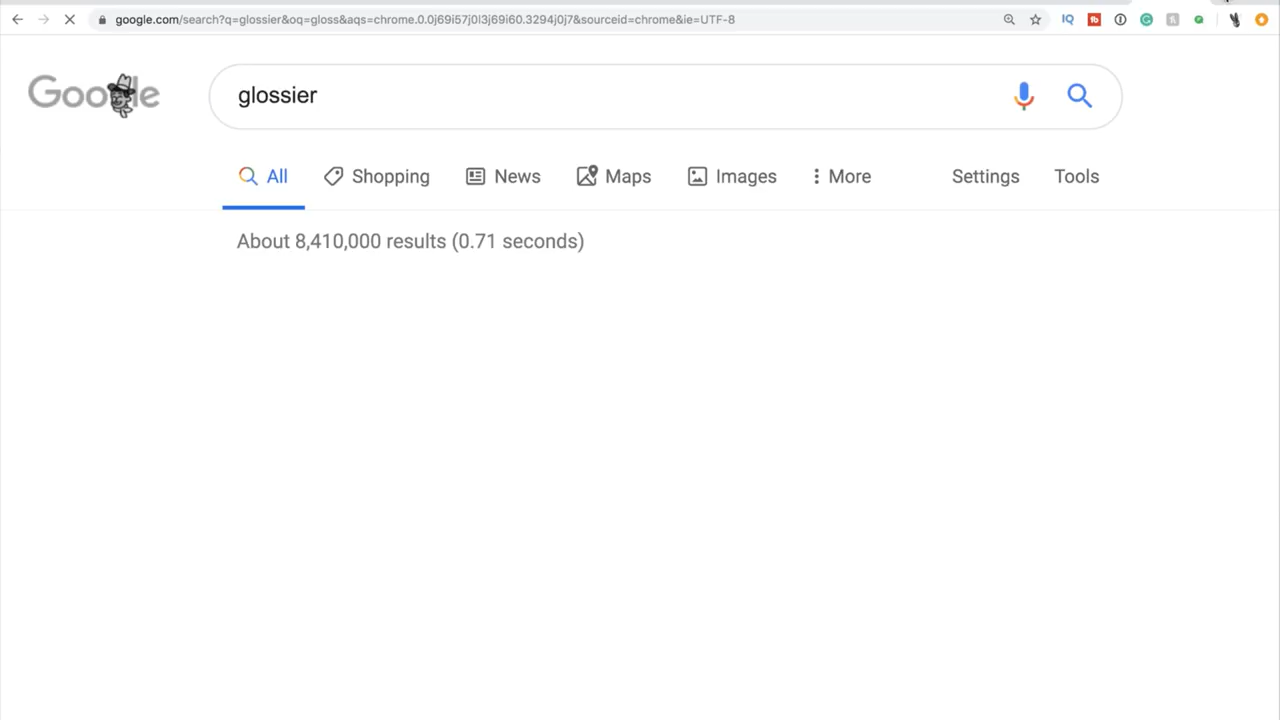 google.com/search?q=glossier&oq=gloss&aqs=chrome.0.0j69i57j0l3j69i60.3294j0j7&sourceid=chrome&ie=UTF-8
IQ
Google
glossier
All Shopping News Maps Images More Settings Tools
About 8,410,000 results (0.71 seconds)